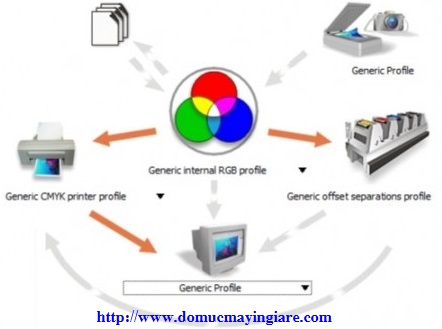 Generic Profile
Generic internal RGB profile
Generic CMYK printer profile
Generic offset separations profile
Generic Profile
http://www.domucmayingiare.com